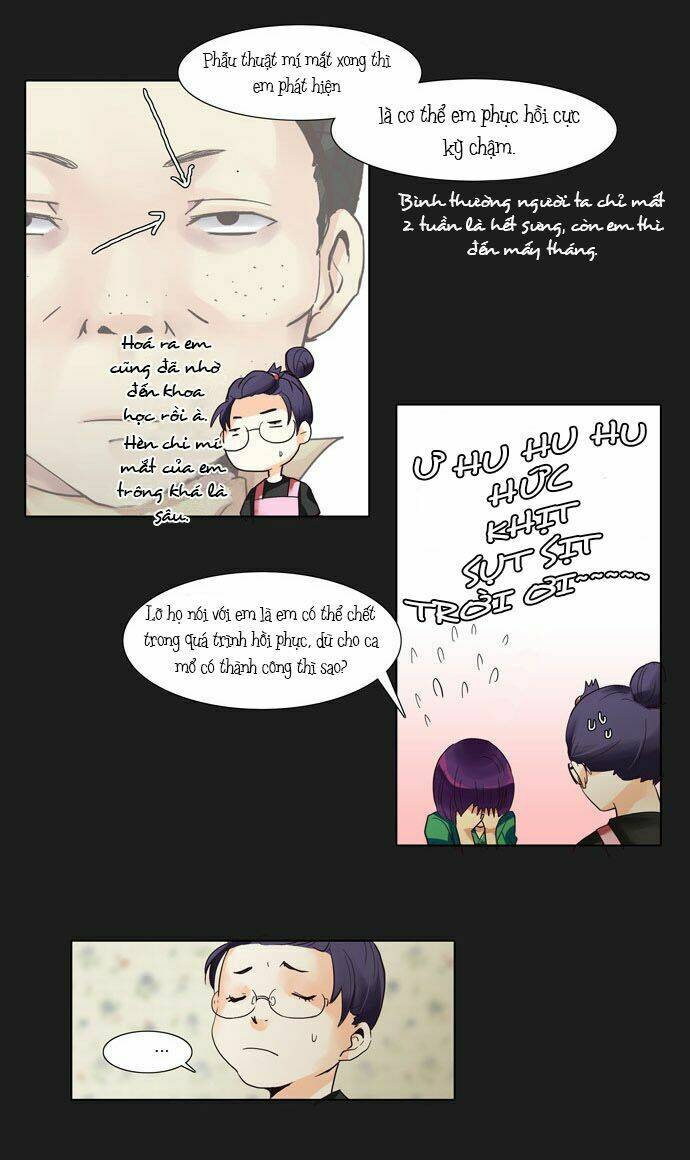 Phẫu thuật mí mắt xong thì
em phát hiện
là cơ thể em phục hồi cực
kỳ chậm.
Bình thường người ta chỉ mất
2 tuần là hết sưng, còn em thì
đến mấy tháng.
Hoá ra em
cũng đã nhờ
đến khoa
học rồi à.
Hèn chi mí
mắt của em
trông khá là
sâu.
Ư HU HU HU
HỨC
KHỊT
SỤT SỊT
TRỜI ƠI~~~~~
Lỡ họ nói với em là em có thể chết
trong quá trình hồi phục, dù cho ca
mổ có thành công thì sao?
...